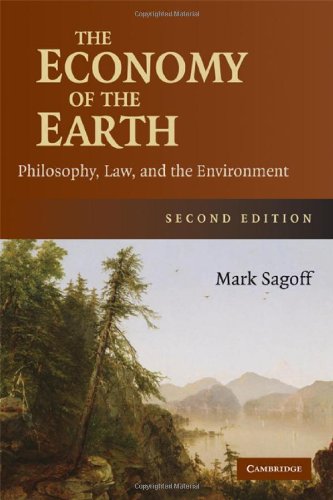 THE
ECONOMY
OF THE
EARTH
Philosophy, Law, and the Environment
SECOND EDITION
Mark Sagoff
CAMBRIDGE